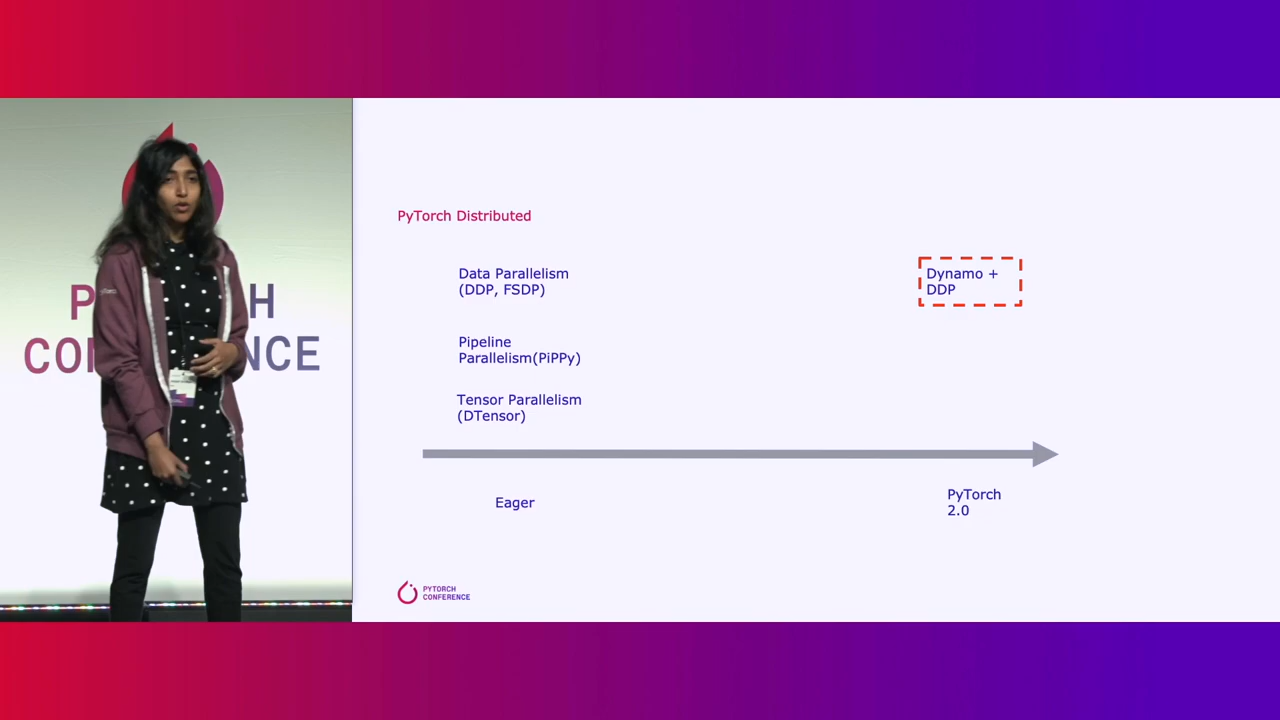 PyTorch Distributed
Data Parallelism
(DDP, FSDP)
Dynamo +
DDP
Pipeline
Parallelism(PiPPy)
Tensor Parallelism
(DTensor)
Eager
PyTorch
2.0
PYTORCH
CONFERENCE